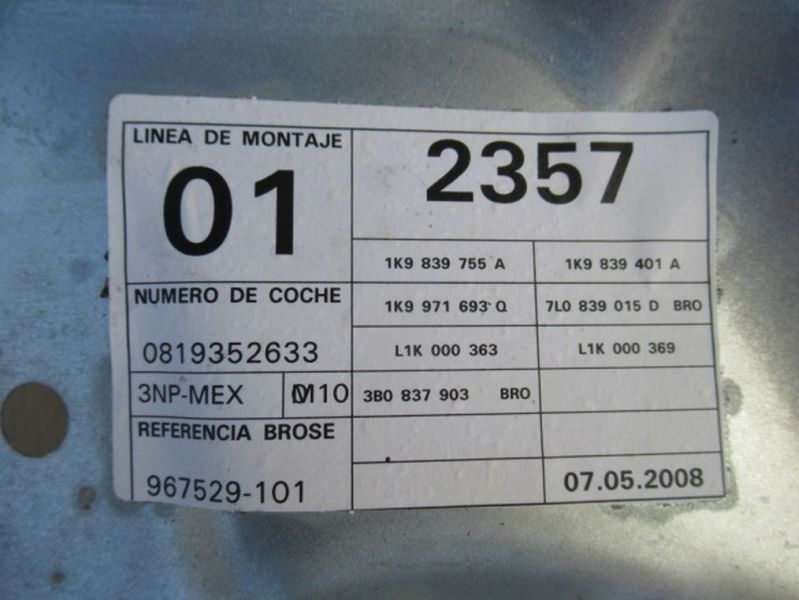 LINEA DE MONTAJE
01
2357
1K9 839 755 A
1K9 839 401 A
NUMERO DE COCHE
0819352633
1K9 971 693 Q
7L0 839 015 D BRO
L1K 000 363
L1K 000 369
3NP-MEX
10
3B0 837 903 BRO
REFERENCIA BROSE
967529-101
07.05.2008